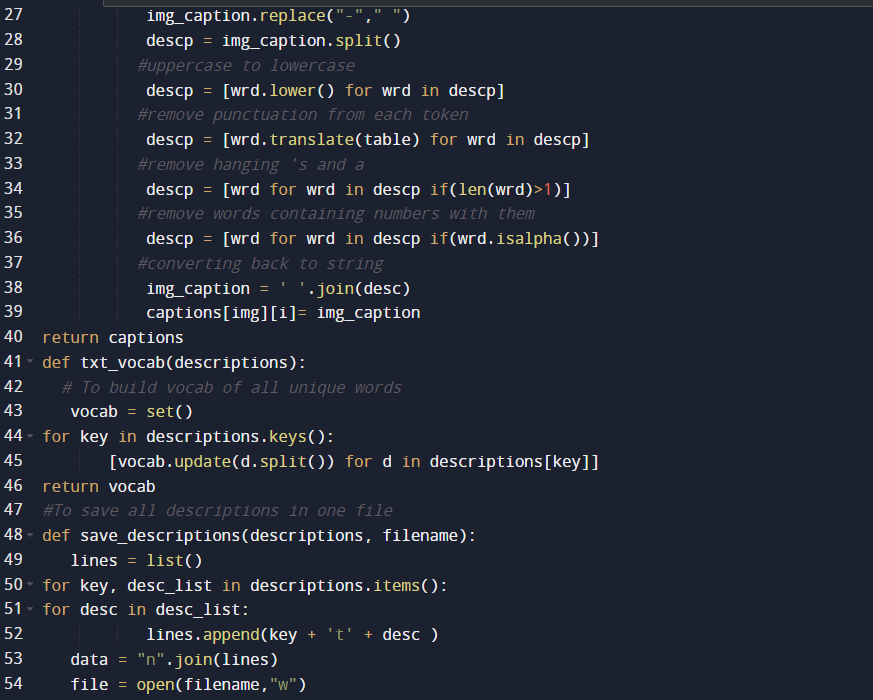 27 img_caption.replace("-"," ")
28 descp = img_caption.split()
29 #uppercase to lowercase
30 descp = [wrd.lower() for wrd in descp]
31 #remove punctuation from each token
32 descp = [wrd.translate(table) for wrd in descp]
33 #remove hanging 's and a
34 descp = [wrd for wrd in descp if(len(wrd)>1)]
35 #remove words containing numbers with them
36 descp = [wrd for wrd in descp if(wrd.isalpha())]
37 #converting back to string
38 img_caption = ' '.join(desc)
39 captions[img][i]= img_caption
40 return captions
41 def txt_vocab(descriptions):
42 # To build vocab of all unique words
43 vocab = set()
44 for key in descriptions.keys():
45 [vocab.update(d.split()) for d in descriptions[key]]
46 return vocab
47 #To save all descriptions in one file
48 def save_descriptions(descriptions, filename):
49 lines = list()
50 for key, desc_list in descriptions.items():
51 for desc in desc_list:
52 lines.append(key + 't' + desc )
53 data = "n".join(lines)
54 file = open(filename,"w")